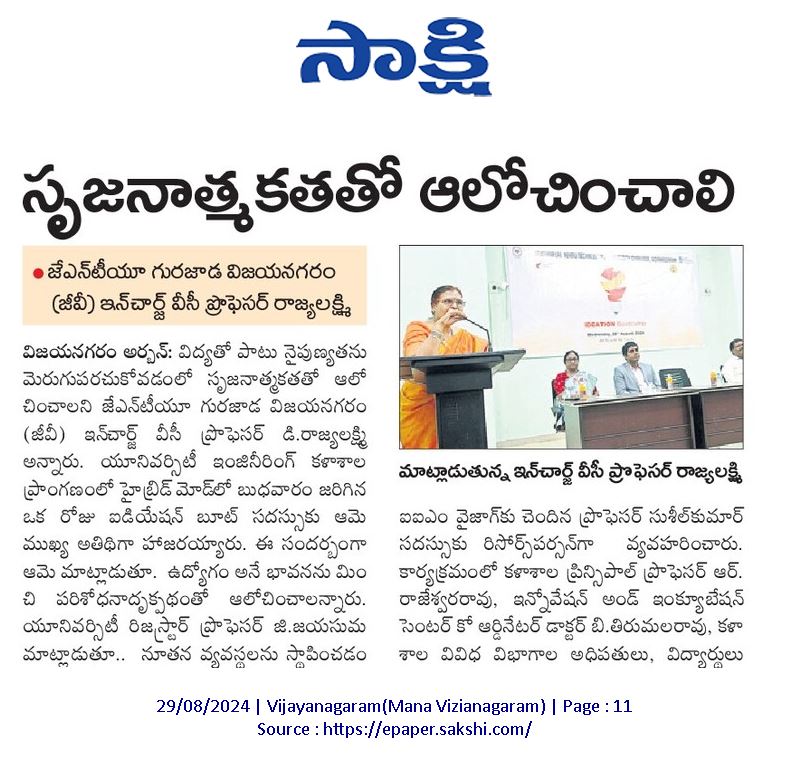 సాక్షి
సృజనాత్మకతతో ఆలోచించాలి
• జేఎన్‌టీయూ గురజాడ విజయనగరం
(జీవీ) ఇన్‌చార్జ్ వీసీ ప్రొఫెసర్ రాజ్యలక్ష్మి
విజయనగరం అర్బన్: విద్యతో పాటు నైపుణ్యతను
మెరుగుపరచుకోవడంలో సృజనాత్మకతతో ఆలో
చించాలని జేఎన్‌టీయూ గురజాడ విజయనగరం
(జీవీ) ఇన్‌చార్జ్ వీసీ ప్రొఫెసర్ డి.రాజ్యలక్ష్మి
అన్నారు. యూనివర్సిటీ ఇంజినీరింగ్ కళాశాల
ప్రాంగణంలో హైబ్రిడ్ మోడ్‌లో బుధవారం జరిగిన
ఒక రోజు ఐడియేషన్ బూట్ సదస్సుకు ఆమె
ముఖ్య అతిథిగా హాజరయ్యారు. ఈ సందర్భంగా
ఆమె మాట్లాడుతూ. ఉద్యోగం అనే భావనను మించి
చి పరిశోధనాదృక్పథంతో ఆలోచించాలన్నారు.
యూనివర్సిటీ రిజిస్ట్రార్ ప్రొఫెసర్ జి.జయసుమ
మాట్లాడుతూ.. నూతన వ్యవస్థలను స్థాపించడం
IDEATION Bootcamp
మాట్లాడుతున్న ఇన్‌చార్జ్ వీసీ ప్రొఫెసర్ రాజ్యలక్ష్మి
ఐఐఎం వైజాగ్‌కు చెందిన ప్రొఫెసర్ సుశీల్‌కుమార్
సదస్సుకు రిసోర్స్‌పర్సన్‌గా వ్యవహరించారు.
కార్యక్రమంలో కళాశాల ప్రిన్సిపాల్ ప్రొఫెసర్ ఆర్.
రాజేశ్వరరావు, ఇన్నోవేషన్ అండ్ ఇంక్యూబేషన్
సెంటర్ కో ఆర్డినేటర్ డాక్టర్ బి.తిరుమలరావు, కళా
శాల వివిధ విభాగాల అధిపతులు, విద్యార్థులు
29/08/2024 | Vijayanagaram(Mana Vizianagaram) | Page : 11
Source : https://epaper.sakshi.com/